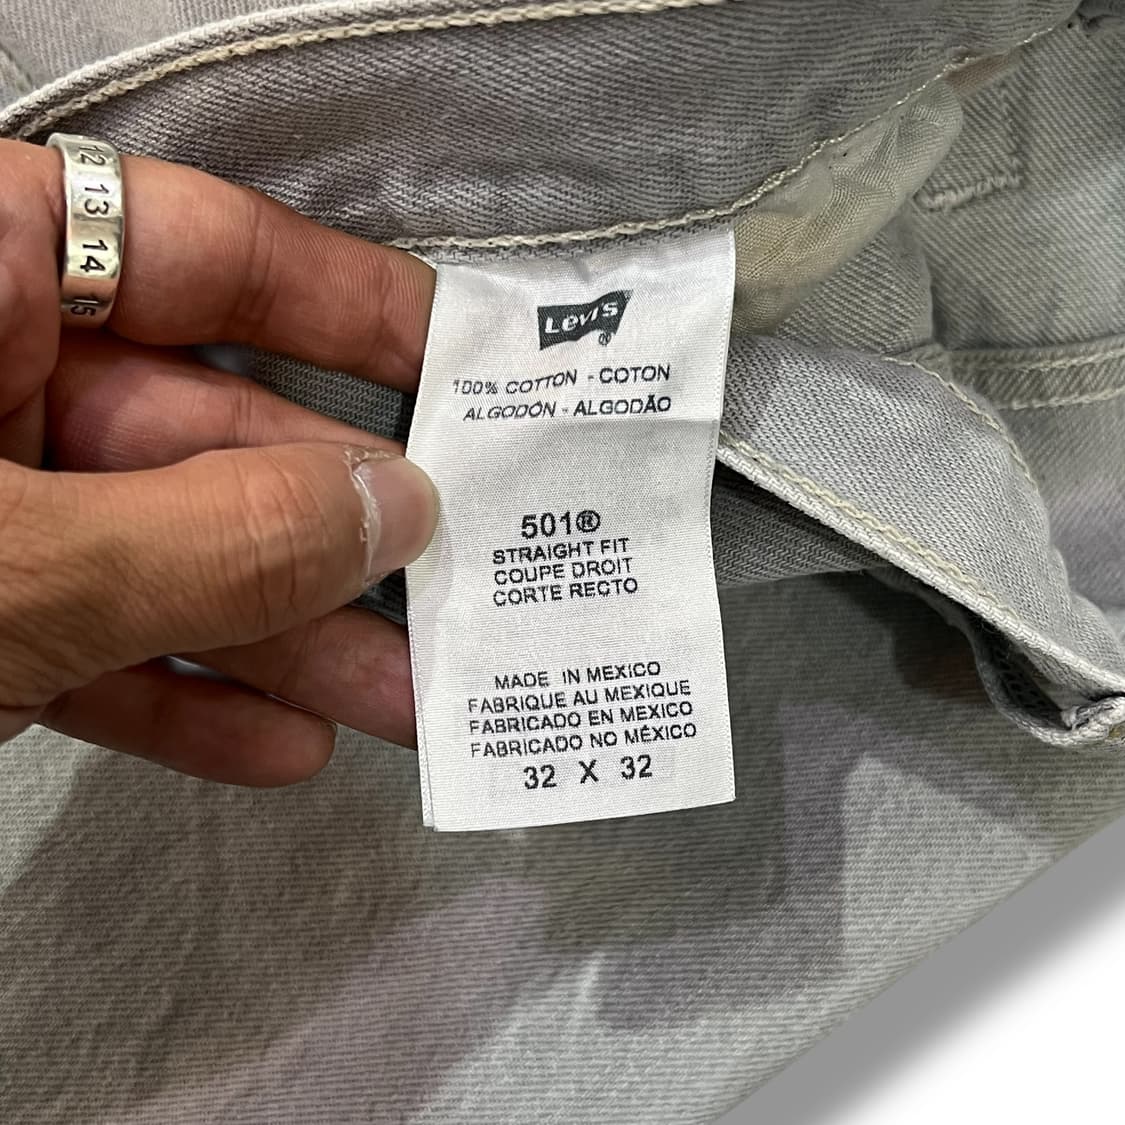 12
13
14
15
Levi's
®
100% COTTON - COTON
ALGODÓN - ALGODÃO
501®
STRAIGHT FIT
COUPE DROIT
CORTE RECTO
MADE IN MEXICO
FABRIQUE AU MEXIQUE
FABRICADO EN MEXICO
FABRICADO NO MÉXICO
32 X 32